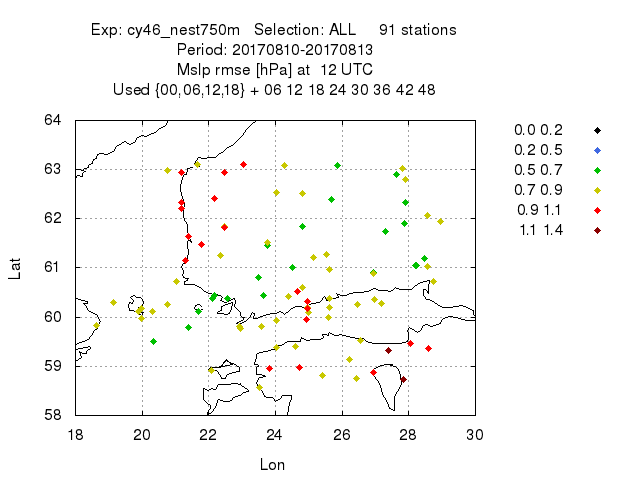 Exp: cy46_nest750m Selection: ALL 91 stations
Period: 20170810-20170813
Mslp rmse [hPa] at 12 UTC
Used {00,06,12,18} + 06 12 18 24 30 36 42 48
64
63
62
61
60
59
58
Lat
18 20 22 24 26 28 30
Lon
0.0 0.2
0.2 0.5
0.5 0.7
0.7 0.9
0.9 1.1
1.1 1.4